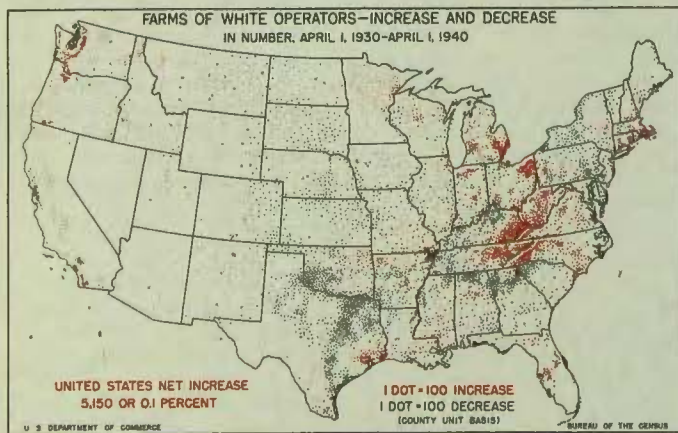 FARMS OF WHITE OPERATORS—INCREASE AND DECREASE
IN NUMBER, APRIL 1, 1930-APRIL 1, 1940
UNITED STATES NET INCREASE
5,150 OR 0.1 PERCENT
1 DOT = 100 INCREASE
1 DOT = 100 DECREASE
(COUNTY UNIT BASIS)
U S DEPARTMENT OF COMMERCE
BUREAU OF THE CENSUS